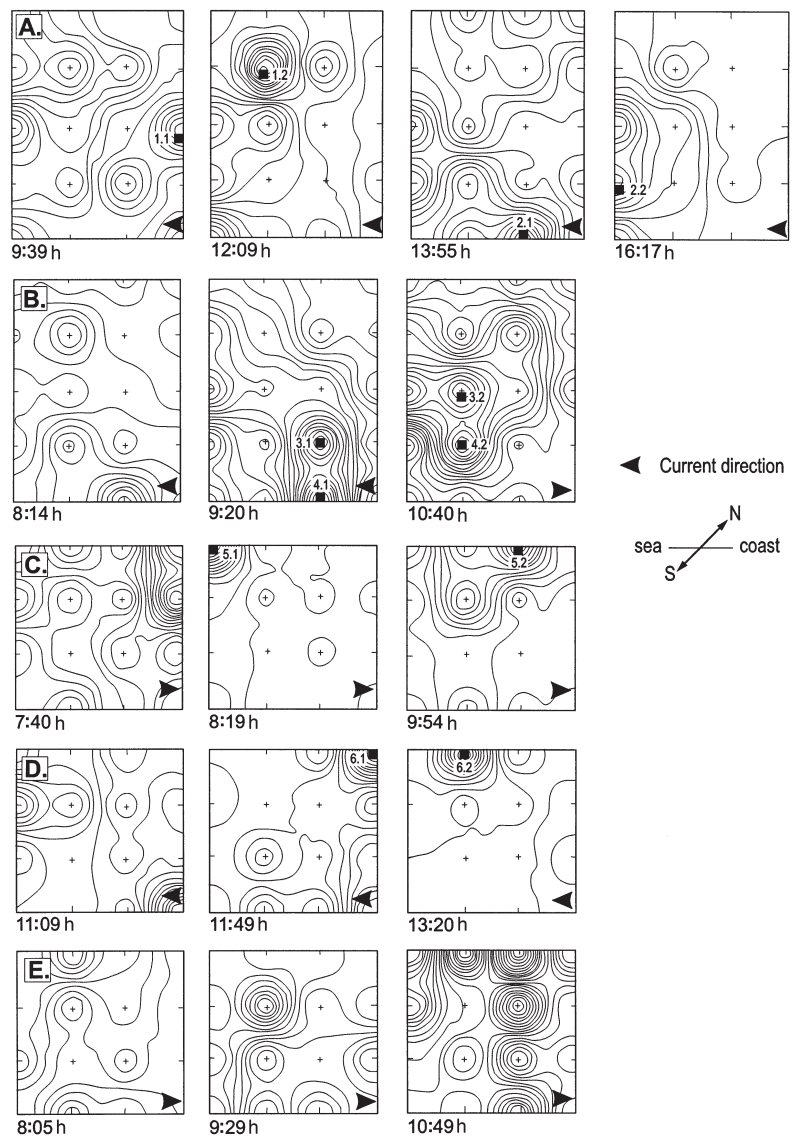 A.
1.1
1.2
2.1
2.2
9:39 h
12:09 h
13:55 h
16:17 h
B.
3.1
4.1
3.2
4.2
8:14 h
9:20 h
10:40 h
Current direction
N
sea
coast
S
C.
5.1
5.2
7:40 h
8:19 h
9:54 h
D.
6.1
6.2
11:09 h
11:49 h
13:20 h
E.
8:05 h
9:29 h
10:49 h